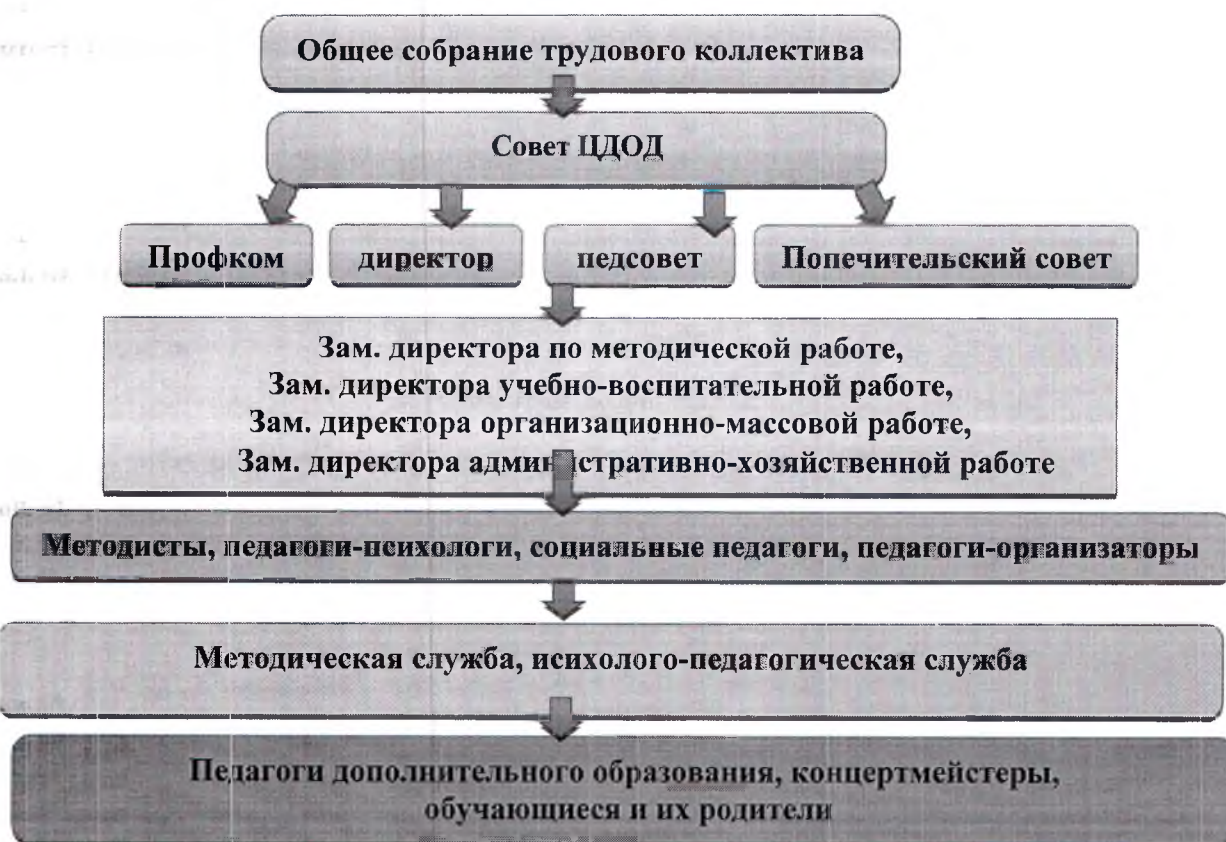 Общее собрание трудового коллектива
Совет ЦДОД
Профком директор педсовет Попечительский совет
Зам. директора по методической работе,
Зам. директора учебно-воспитательной работе,
Зам. директора организационно-массовой работе,
Зам. директора административно-хозяйственной работе
Методисты, педагоги-психологи, социальные педагоги, педагоги-организаторы
Методическая служба, психолого-педагогическая служба
Педагоги дополнительного образования, концертмейстеры,
обучающиеся и их родители